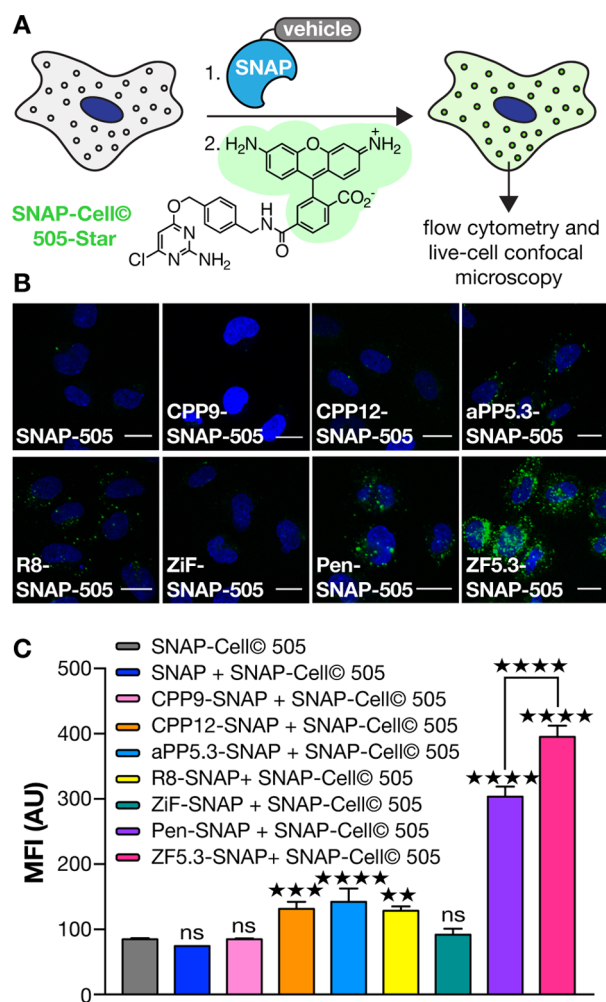 A
vehicle
SNAP
1.
2.
H₂N
O
+
NH₂
CO₂⁻
O
H
N
O
N
N
Cl
NH₂
SNAP-Cell©
505-Star
flow cytometry and
live-cell confocal
microscopy
B
SNAP-505
CPP9-
SNAP-505
CPP12-
SNAP-505
aPP5.3-
SNAP-505
R8-
SNAP-505
ZiF-
SNAP-505
Pen-
SNAP-505
ZF5.3-
SNAP-505
C
MFI (AU)
500
400
300
200
100
0
SNAP-Cell© 505
SNAP + SNAP-Cell© 505
CPP9-SNAP + SNAP-Cell© 505
CPP12-SNAP + SNAP-Cell© 505
aPP5.3-SNAP + SNAP-Cell© 505
R8-SNAP+ SNAP-Cell© 505
ZiF-SNAP + SNAP-Cell© 505
Pen-SNAP + SNAP-Cell© 505
ZF5.3-SNAP+ SNAP-Cell© 505
ns
ns
★★★
★★★★
★★
ns
★★★★
★★★★
★★★★